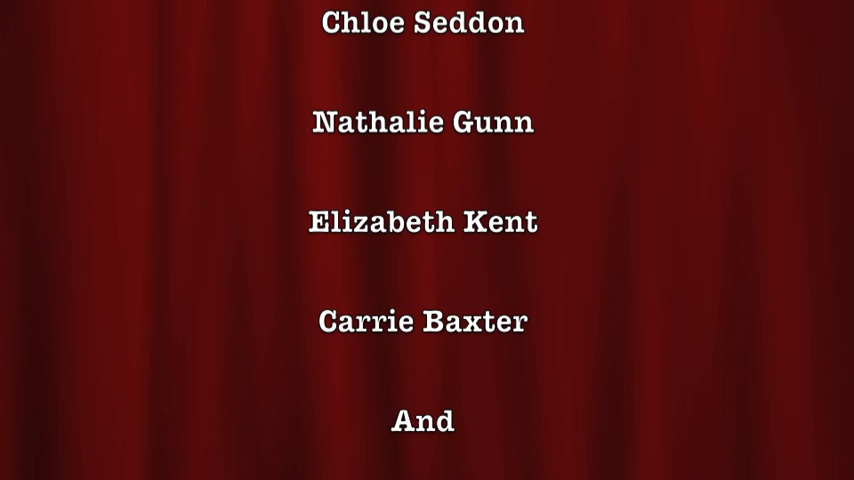 Chloe Seddon
Nathalie Gunn
Elizabeth Kent
Carrie Baxter
And